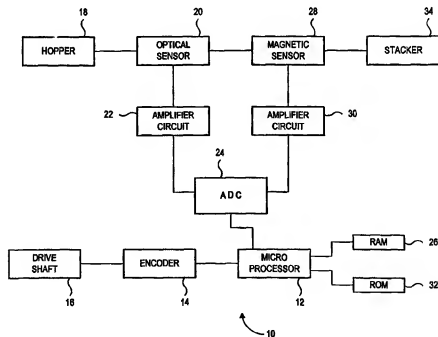 18
20
28
34
HOPPER
OPTICAL
SENSOR
MAGNETIC
SENSOR
STACKER
22
AMPLIFIER
CIRCUIT
AMPLIFIER
CIRCUIT
30
24
ADC
DRIVE
SHAFT
ENCODER
MICRO
PROCESSOR
RAM
26
ROM
32
16
14
12
10